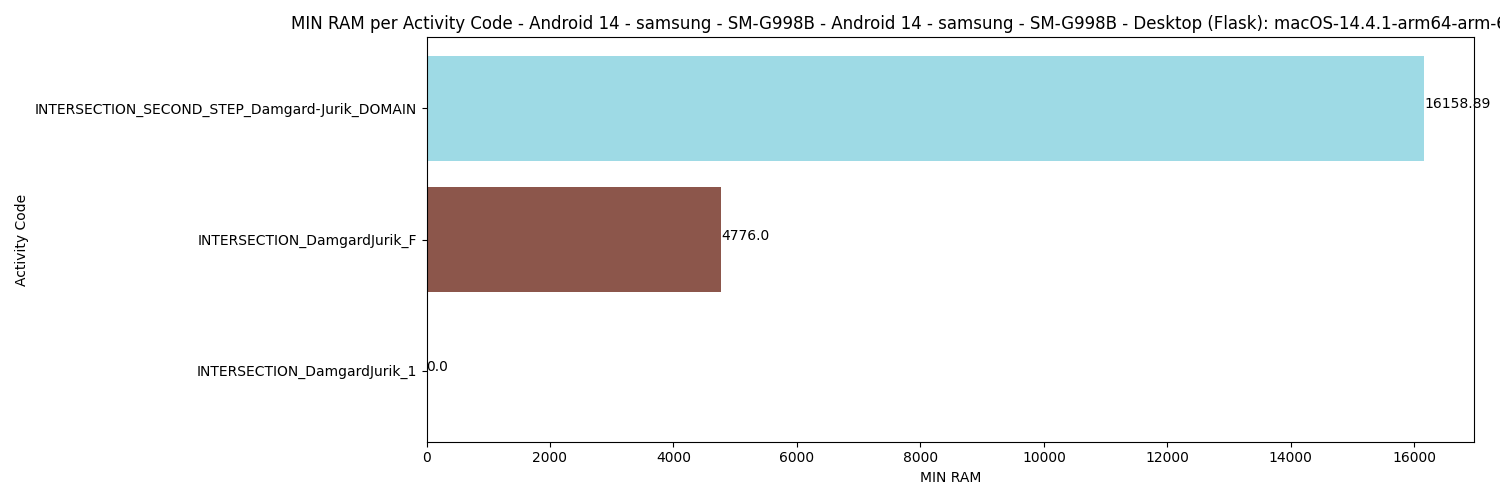 MIN RAM per Activity Code - Android 14 - samsung - SM-G998B - Android 14 - samsung - SM-G998B - Desktop (Flask): macOS-14.4.1-arm64-arm-6
INTERSECTION_SECOND_STEP_Damgard-Jurik_DOMAIN
16158.89
INTERSECTION_DamgardJurik_F
4776.0
INTERSECTION_DamgardJurik_1
0.0
Activity Code
0 2000 4000 6000 8000 10000 12000 14000 16000
MIN RAM